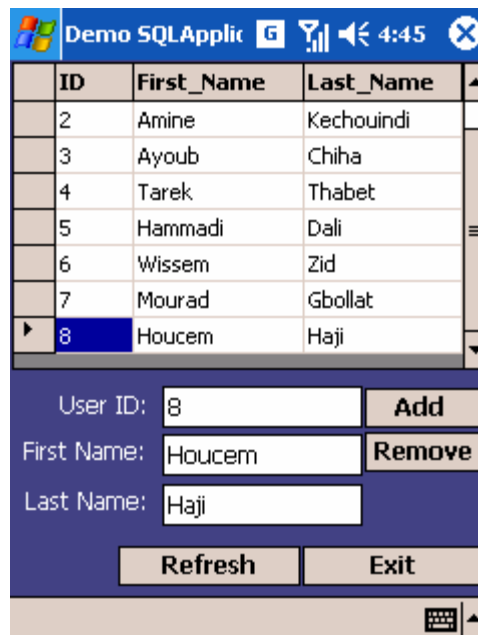 Demo SQLApplic G 4:45
ID First_Name Last_Name
2 Amine Kechouindi
3 Ayoub Chiha
4 Tarek Thabet
5 Hammadi Dali
6 Wissem Zid
7 Mourad Gbollat
8 Houcem Haji
User ID: 8 Add
First Name: Houcem Remove
Last Name: Haji
Refresh Exit